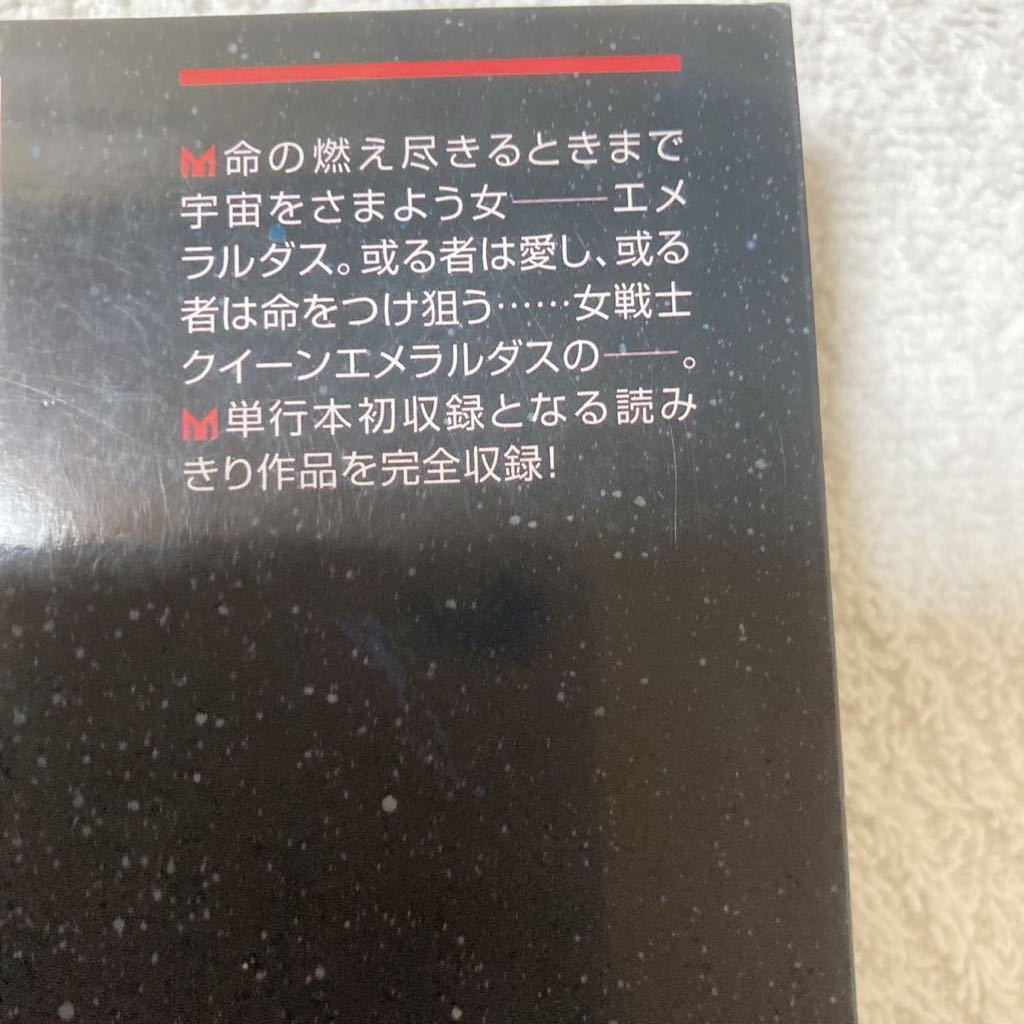 命の燃え尽きるときまで
宇宙をさまよう女――エメ
ラルダス。或る者は愛し、或る
者は命をつけ狙う……女戦士
クイーンエメラルダスの――。
単行本初収録となる読み
きり作品を完全収録!